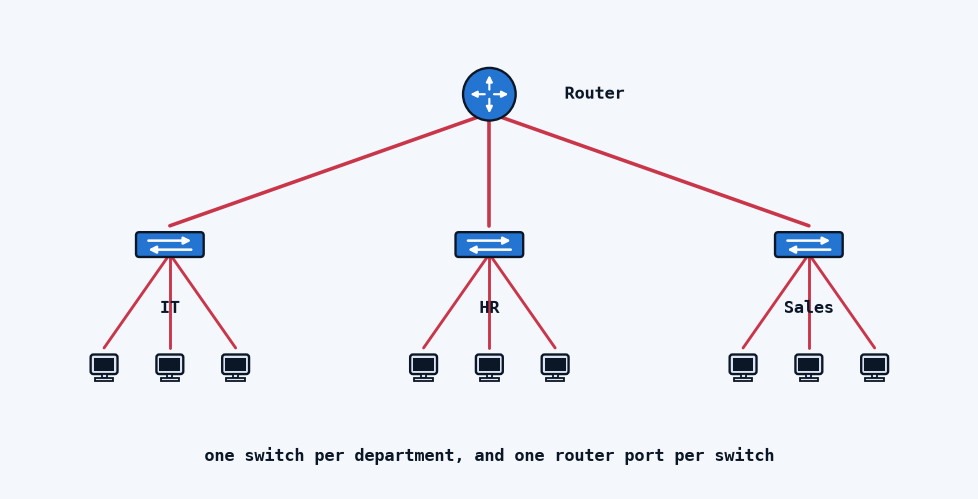 Router
IT
HR
Sales
one switch per department, and one router port per switch